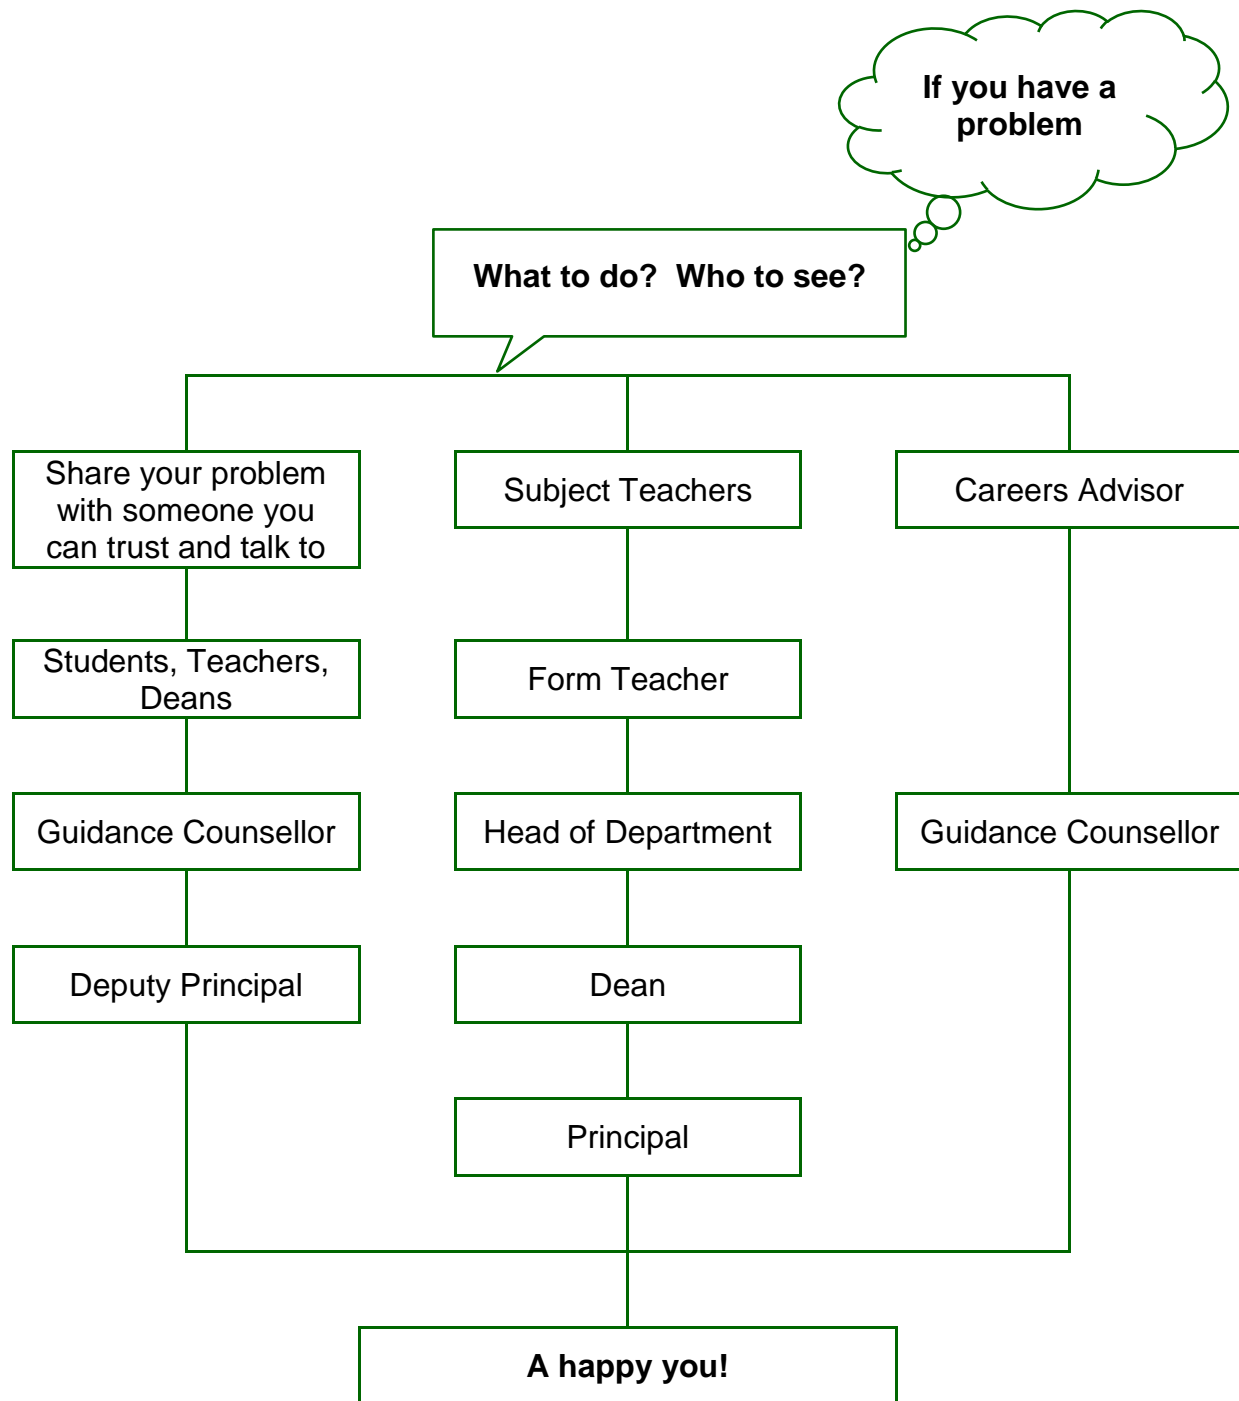 If you have a
problem
What to do?  Who to see?
Share your problem
with someone you
can trust and talk to
Subject Teachers
Careers Advisor
Students, Teachers,
Deans
Form Teacher
Guidance Counsellor
Head of Department
Guidance Counsellor
Deputy Principal
Dean
Principal
A happy you!